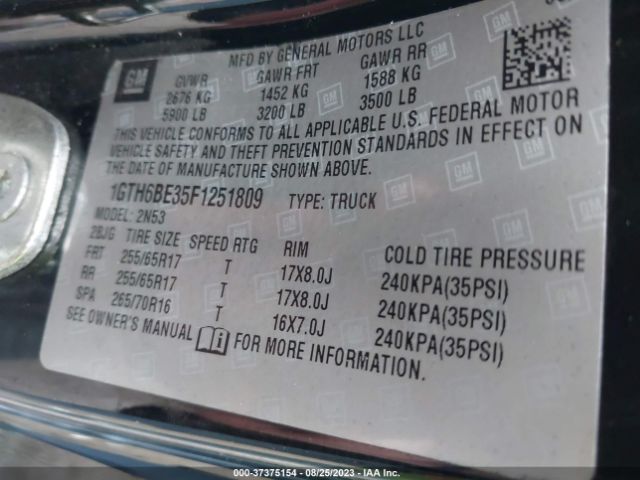 MFD BY GENERAL MOTORS LLC
GM
GVWR GAWR FRT GAWR RR
2676 KG 1452 KG 1588 KG
5900 LB 3200 LB 3500 LB
THIS VEHICLE CONFORMS TO ALL APPLICABLE U.S. FEDERAL MOTOR
VEHICLE SAFETY AND THEFT PREVENTION STANDARDS IN EFFECT ON
THE DATE OF MANUFACTURE SHOWN ABOVE.
1GTH6BE35F1251809 TYPE: TRUCK
MODEL: 2N53
2BJG TIRE SIZE SPEED RTG RIM COLD TIRE PRESSURE
FRT 255/65R17 T 17X8.0J 240KPA(35PSI)
RR 255/65R17 T 17X8.0J 240KPA(35PSI)
SPA 265/70R16 T 16X7.0J 240KPA(35PSI)
SEE OWNER'S MANUAL FOR MORE INFORMATION.
000-37375154 - 08/25/2023 - IAA Inc.